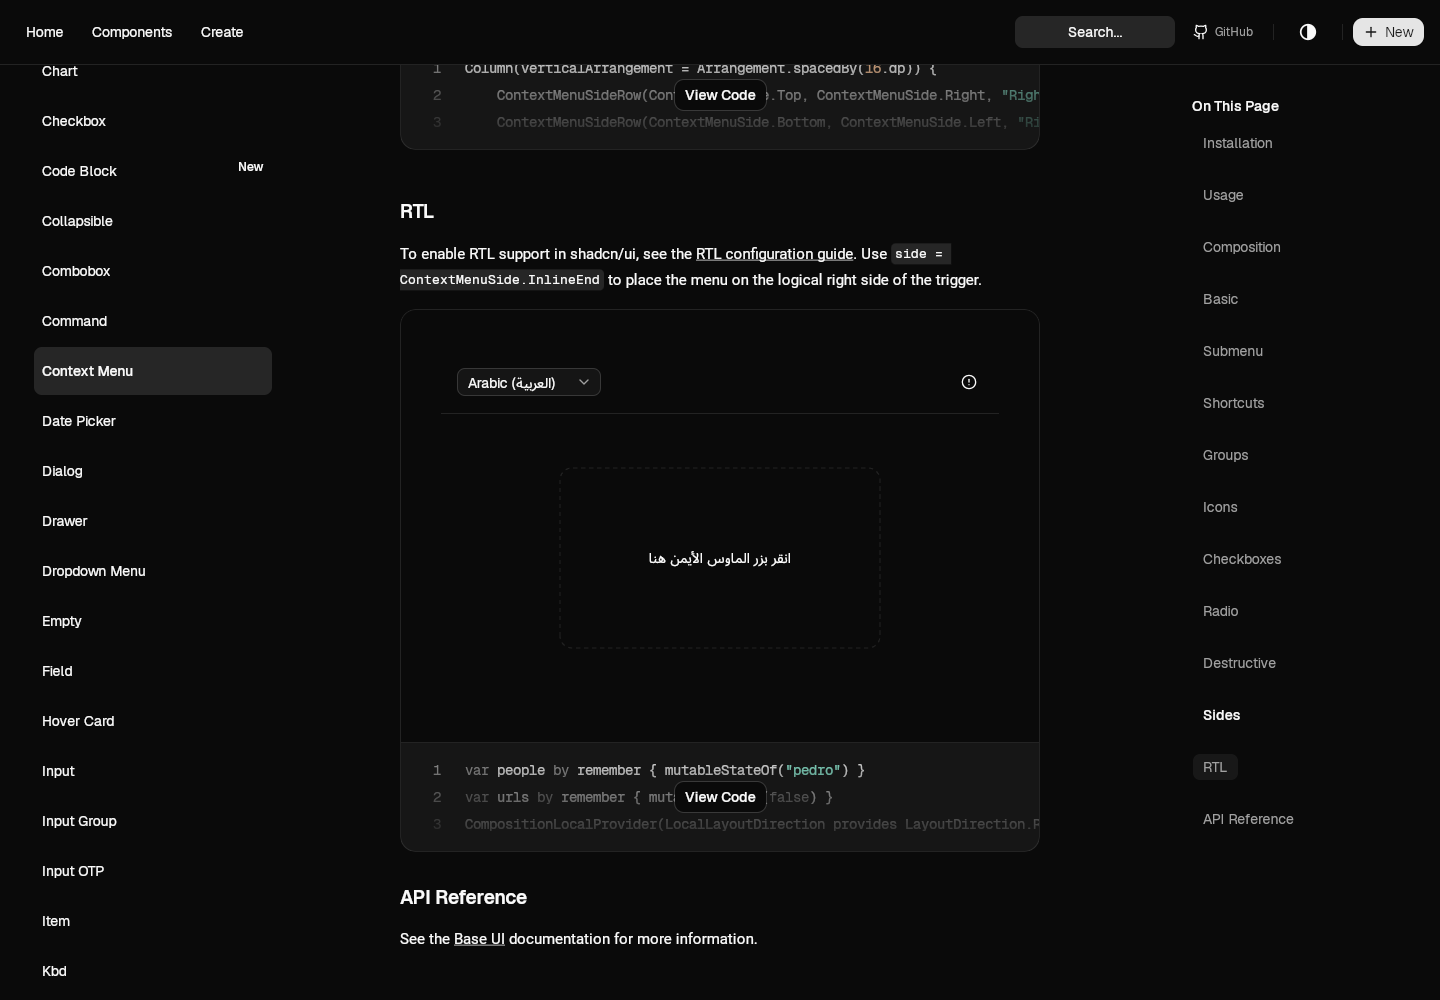 Home
Components
Create
Search...
GitHub
New
Chart
Checkbox
Code Block
New
Collapsible
Combobox
Command
Context Menu
Date Picker
Dialog
Drawer
Dropdown Menu
Empty
Field
Hover Card
Input
Input Group
Input OTP
Item
Kbd
1 Column(verticalArrangement = Arrangement.spacedBy(16.dp)) {
2 ContextMenuSideRow(Con .Top, ContextMenuSide.Right, "Righ
View Code
3 ContextMenuSideRow(ContextMenuSide.Bottom, ContextMenuSide.Left, "Ri
RTL
To enable RTL support in shadcn/ui, see the RTL configuration guide. Use side =
ContextMenuSide.InlineEnd to place the menu on the logical right side of the trigger.
Arabic (العربية)
انقر بزر الماوس الأيمن هنا
1 var people by remember { mutableStateOf("pedro") }
2 var urls by remember { muta (false) }
View Code
3 CompositionLocalProvider(LocalLayoutDirection provides LayoutDirection.R
API Reference
See the Base UI documentation for more information.
On This Page
Installation
Usage
Composition
Basic
Submenu
Shortcuts
Groups
Icons
Checkboxes
Radio
Destructive
Sides
RTL
API Reference